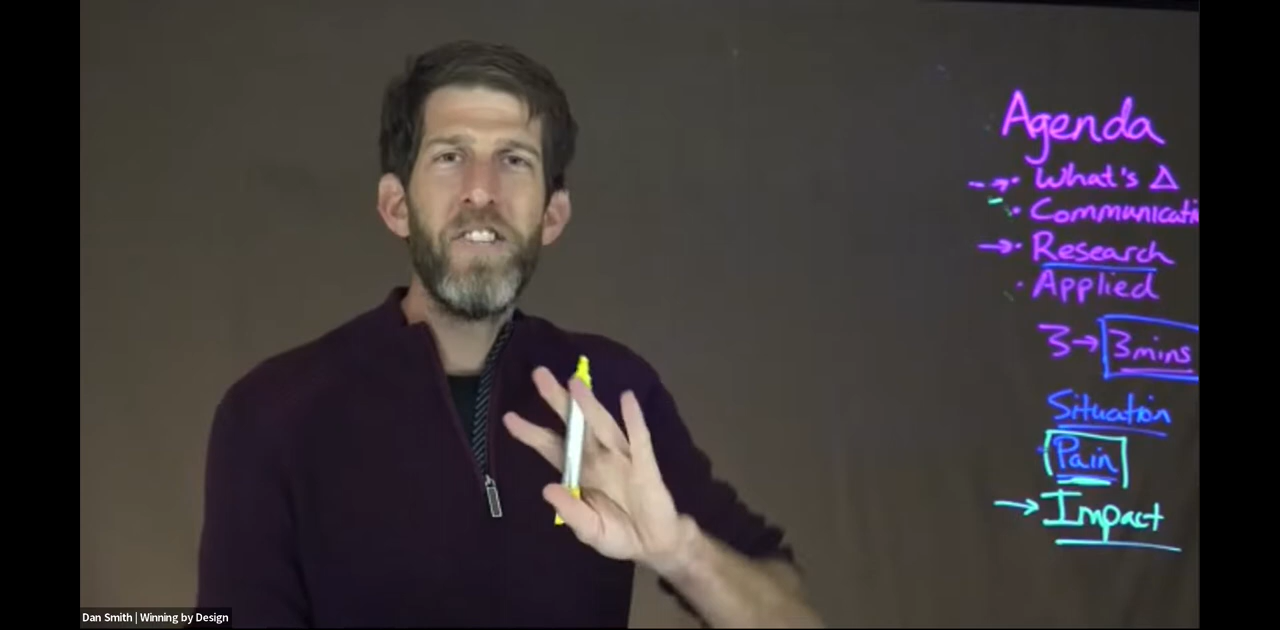 Agenda
→• What's Δ
• Communicati
→• Research
• Applied
3→ 3mins
Situation
• Pain
→ Impact
Dan Smith | Winning by Design